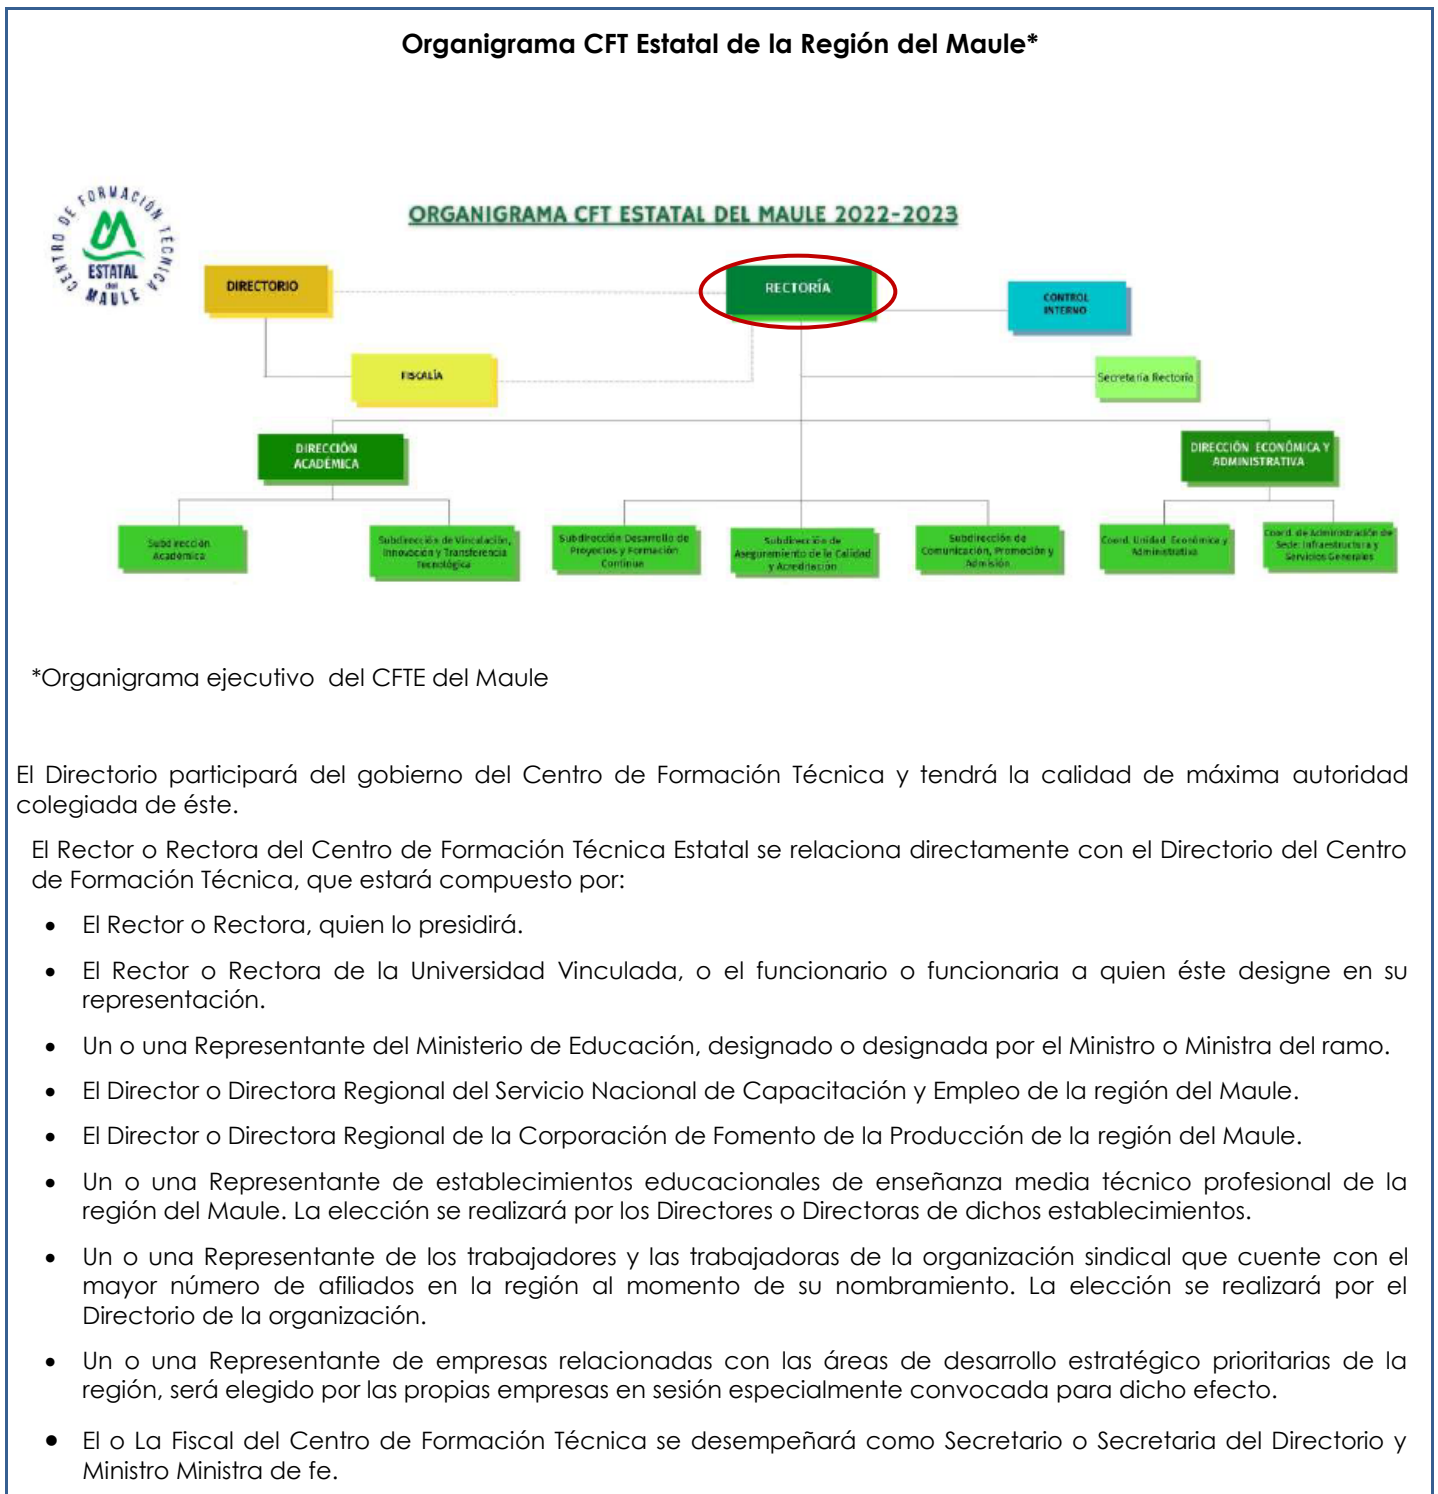 Organigrama CFT Estatal de la Región del Maule*
CENTRO DE FORMACIÓN TÉCNICA
ESTATAL
del
MAULE
ORGANIGRAMA CFT ESTATAL DEL MAULE 2022-2023
DIRECTORIO
RECTORÍA
CONTROL
INTERNO
FISCALÍA
Secretaría Rectoría
DIRECCIÓN
ACADÉMICA
DIRECCIÓN ECONÓMICA Y
ADMINISTRATIVA
Subdirección
Académica
Subdirección de Vinculación,
Innovación y Transferencia
Tecnológica
Subdirección Desarrollo de
Proyectos y Formación
Continua
Subdirección de
Aseguramiento de la Calidad
y Acreditación
Subdirección de
Comunicación, Promoción y
Admisión
Coord. Unidad Económica y
Administrativa
Coord. de Administración de
Sede: Infraestructura y
Servicios Generales
*Organigrama ejecutivo del CFTE del Maule
El Directorio participará del gobierno del Centro de Formación Técnica y tendrá la calidad de máxima autoridad
colegiada de éste.
El Rector o Rectora del Centro de Formación Técnica Estatal se relaciona directamente con el Directorio del Centro
de Formación Técnica, que estará compuesto por:
• El Rector o Rectora, quien lo presidirá.
• El Rector o Rectora de la Universidad Vinculada, o el funcionario o funcionaria a quien éste designe en su
representación.
• Un o una Representante del Ministerio de Educación, designado o designada por el Ministro o Ministra del ramo.
• El Director o Directora Regional del Servicio Nacional de Capacitación y Empleo de la región del Maule.
• El Director o Directora Regional de la Corporación de Fomento de la Producción de la región del Maule.
• Un o una Representante de establecimientos educacionales de enseñanza media técnico profesional de la
región del Maule. La elección se realizará por los Directores o Directoras de dichos establecimientos.
• Un o una Representante de los trabajadores y las trabajadoras de la organización sindical que cuente con el
mayor número de afiliados en la región al momento de su nombramiento. La elección se realizará por el
Directorio de la organización.
• Un o una Representante de empresas relacionadas con las áreas de desarrollo estratégico prioritarias de la
región, será elegido por las propias empresas en sesión especialmente convocada para dicho efecto.
• El o La Fiscal del Centro de Formación Técnica se desempeñará como Secretario o Secretaria del Directorio y
Ministro Ministra de fe.